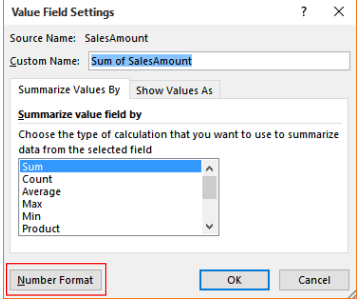 Value Field Settings ? ×
Source Name: SalesAmount
Custom Name: Sum of SalesAmount
Summarize Values By Show Values As
Summarize value field by
Choose the type of calculation that you want to use to summarize
data from the selected field
Sum
Count
Average
Max
Min
Product
Number Format OK Cancel